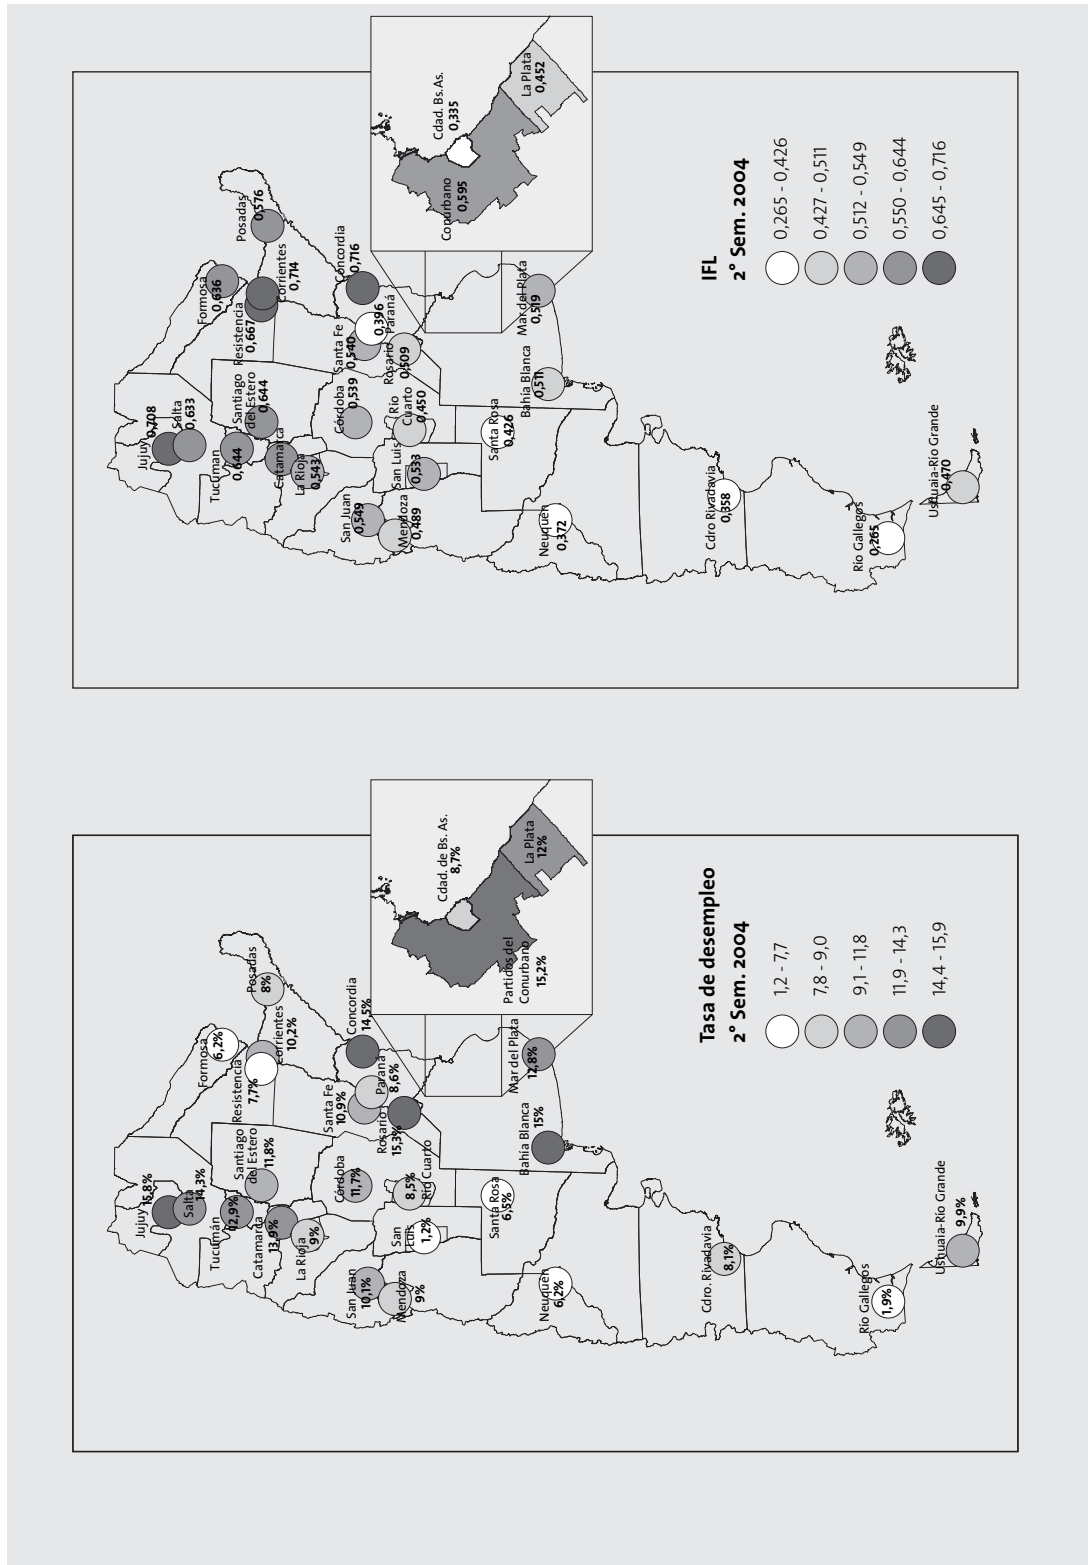 Tasa de desempleo
2° Sem. 2004
1,2 - 7,7
7,8 - 9,0
9,1 - 11,8
11,9 - 14,3
14,4 - 15,9
Jujuy
15,8%
Salta
14,3%
Formosa
6,2%
Tucumán
12,9%
Santiago
del Estero
11,8%
Resistencia
7,7%
Posadas
8%
Catamarca
13,9%
Corrientes
10,2%
La Rioja
9%
San Juan
10,1%
Córdoba
11,7%
Santa Fe
10,9%
Concordia
14,5%
Mendoza
9%
San
Luis
1,2%
8,5%
Río Cuarto
Rosario
15,3%
Paraná
8,6%
Cdad. de Bs. As.
8,7%
Partidos del
Conurbano
15,2%
La Plata
12%
Santa Rosa
6,5%
Bahía Blanca
15%
Mar del Plata
12,8%
Neuquén
6,2%
Cdro. Rivadavia
8,1%
Río Gallegos
1,9%
Ushuaia-Río Grande
9,9%
IFL
2° Sem. 2004
0,265 - 0,426
0,427 - 0,511
0,512 - 0,549
0,550 - 0,644
0,645 - 0,716
Jujuy
0,708
Salta
0,633
Formosa
0,636
Tucuman
0,644
Santiago
del Estero
0,644
Resistencia
0,667
Posadas
0,576
Catamarca
Corrientes
0,714
La Rioja
0,543
San Juan
0,549
Córdoba
0,539
Santa Fe
0,540
Concordia
0,716
Mendoza
0,489
San Luis
0,533
Río
Cuarto
0,450
Rosario
0,509
0,396
Paraná
Cdad. Bs.As.
0,335
Conurbano
0,595
La Plata
0,452
Santa Rosa
0,426
Bahía Blanca
0,511
Mar del Plata
0,519
Neuquén
0,372
Cdro Rivadavia
0,358
Río Gallegos
0,265
Ushuaia-Río Grande
0,470